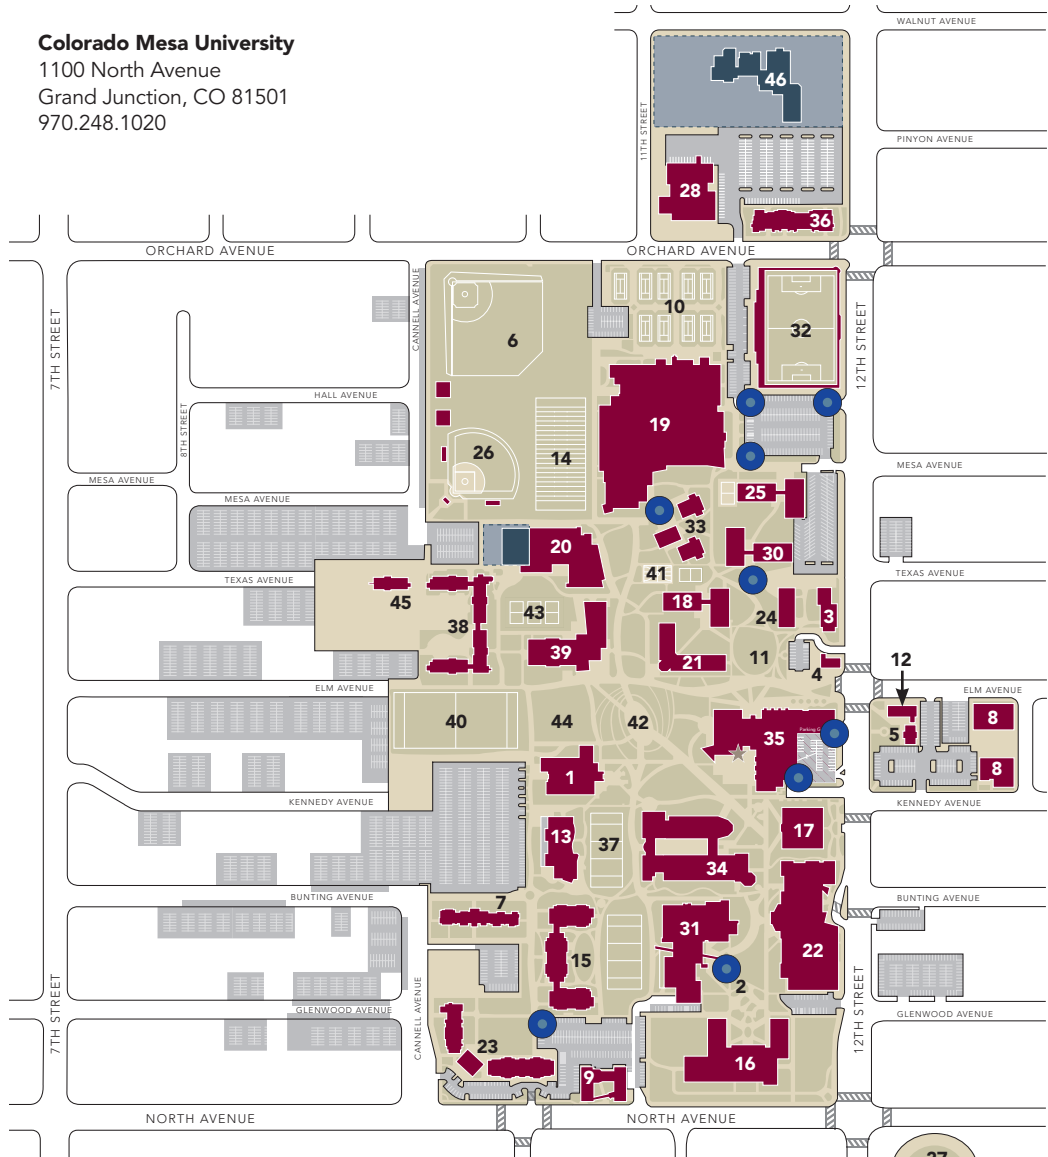 Colorado Mesa University
1100 North Avenue
Grand Junction, CO 81501
970.248.1020
WALNUT AVENUE
46
11TH STREET
PINYON AVENUE
28
36
ORCHARD AVENUE
ORCHARD AVENUE
CANNELL AVENUE
10
7TH STREET
6
32
12TH STREET
HALL AVENUE
8TH STREET
19
26
14
MESA AVENUE
MESA AVENUE
MESA AVENUE
25
33
20
30
41
TEXAS AVENUE
TEXAS AVENUE
45
18
43
24
3
38
39
21
11
12
4
ELM AVENUE
ELM AVENUE
40
44
42
8
35
5
8
1
KENNEDY AVENUE
KENNEDY AVENUE
13
37
17
34
BUNTING AVENUE
BUNTING AVENUE
7
31
22
15
2
7TH STREET
CANNELL AVENUE
12TH STREET
GLENWOOD AVENUE
GLENWOOD AVENUE
23
16
9
NORTH AVENUE
NORTH AVENUE